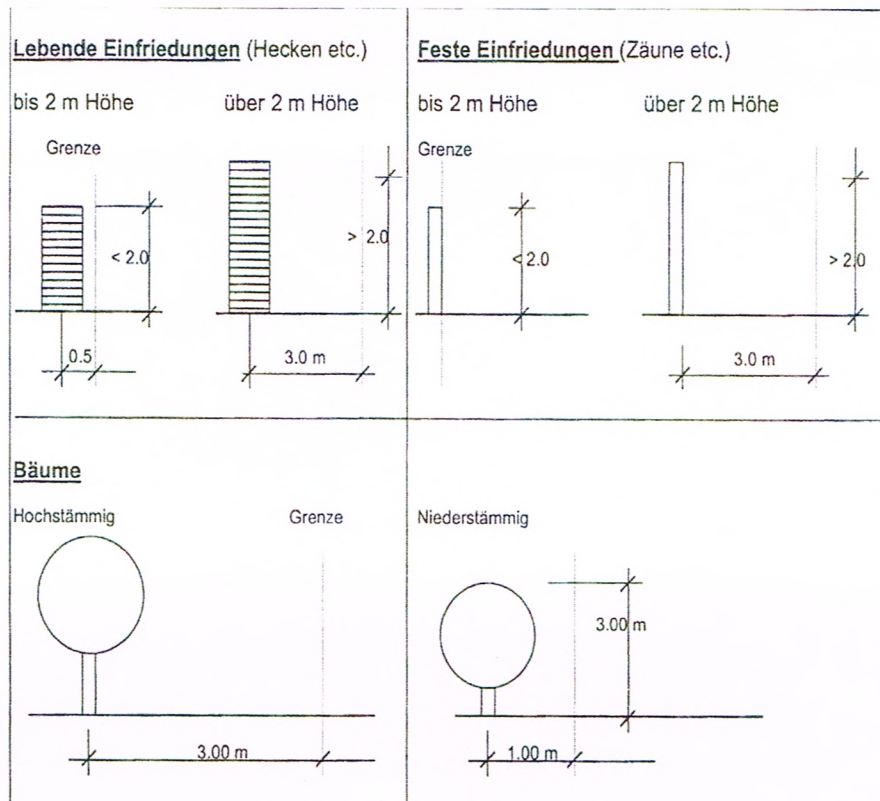 Lebende Einfriedungen (Hecken etc.)
bis 2 m Höhe
über 2 m Höhe
Grenze
< 2.0
> 2.0
0.5
3.0 m
Feste Einfriedungen (Zäune etc.)
bis 2 m Höhe
über 2 m Höhe
Grenze
< 2.0
> 2.0
3.0 m
Bäume
Hochstämmig
Grenze
3.00 m
Niederstämmig
3.00 m
1.00 m